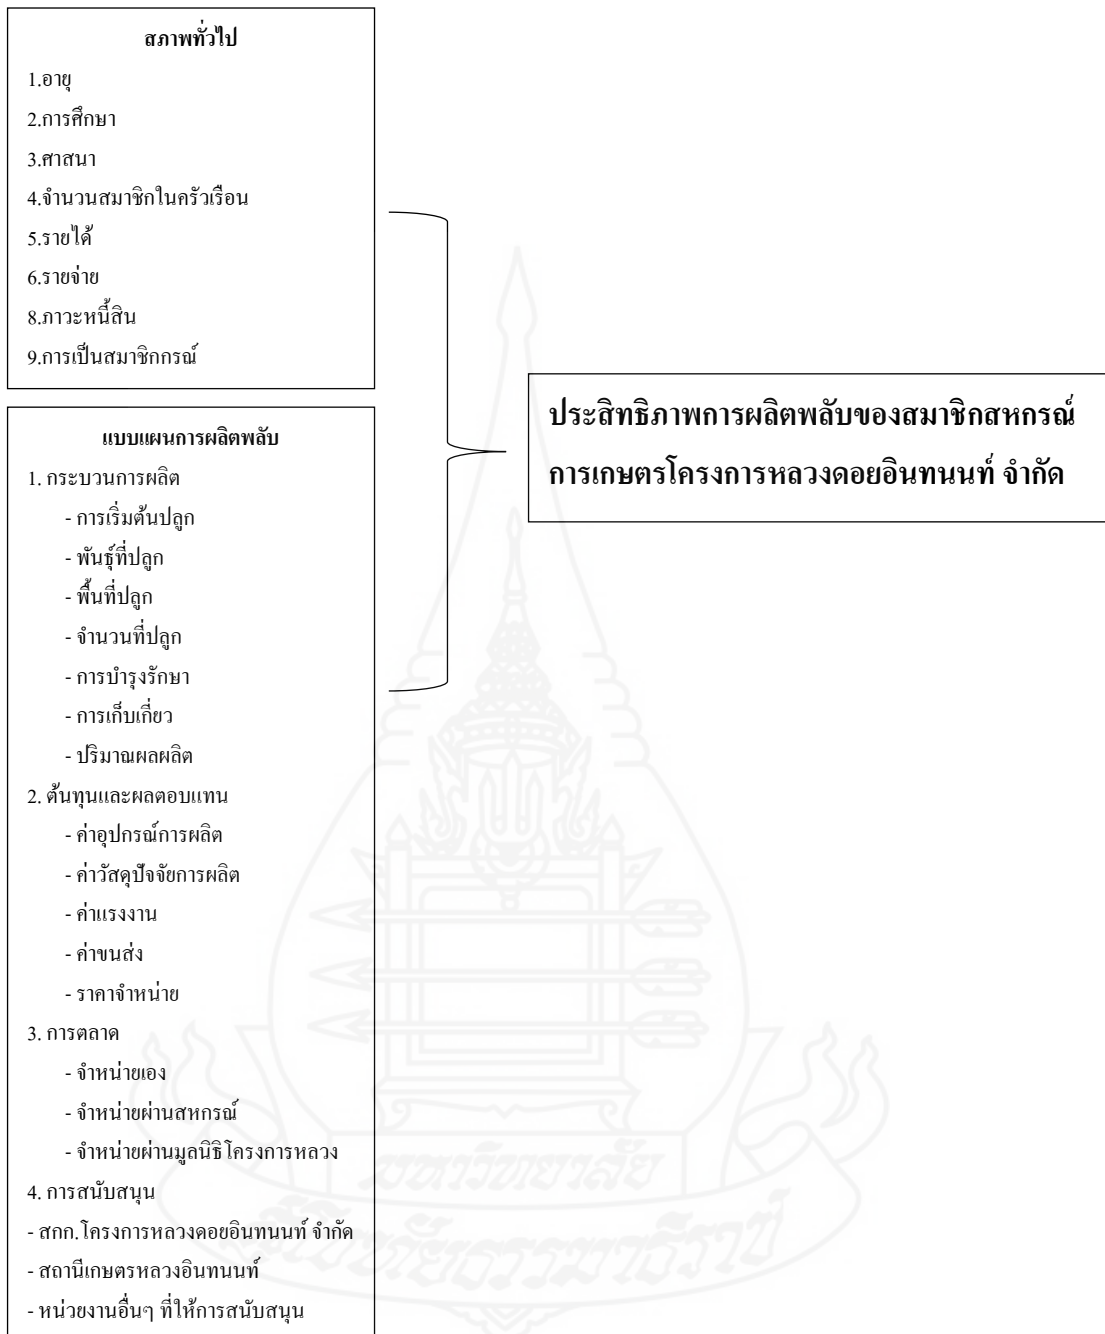 สภาพทั่วไป
1.อายุ
2.การศึกษา
3.ศาสนา
4.จำนวนสมาชิกในครัวเรือน
5.รายได้
6.รายจ่าย
8.ภาวะหนี้สิน
9.การเป็นสมาชิกกรณ์
แบบแผนการผลิตพลับ
1. กระบวนการผลิต
- การเริ่มต้นปลูก
- พันธุ์ที่ปลูก
- พื้นที่ปลูก
- จำนวนที่ปลูก
- การบำรุงรักษา
- การเก็บเกี่ยว
- ปริมาณผลผลิต
2. ต้นทุนและผลตอบแทน
- ค่าอุปกรณ์การผลิต
- ค่าวัสดุปัจจัยการผลิต
- ค่าแรงงาน
- ค่าขนส่ง
- ราคาจำหน่าย
3. การตลาด
- จำหน่ายเอง
- จำหน่ายผ่านสหกรณ์
- จำหน่ายผ่านมูลนิธิโครงการหลวง
4. การสนับสนุน
- สกก.โครงการหลวงดอยอินทนนท์ จำกัด
- สถานีเกษตรหลวงอินทนนท์
- หน่วยงานอื่นๆ ที่ให้การสนับสนุน
ประสิทธิภาพการผลิตพลับของสมาชิกสหกรณ์
การเกษตรโครงการหลวงดอยอินทนนท์ จำกัด
มหาวิทยาลัย
สุโขทัยธรรมาธิราช